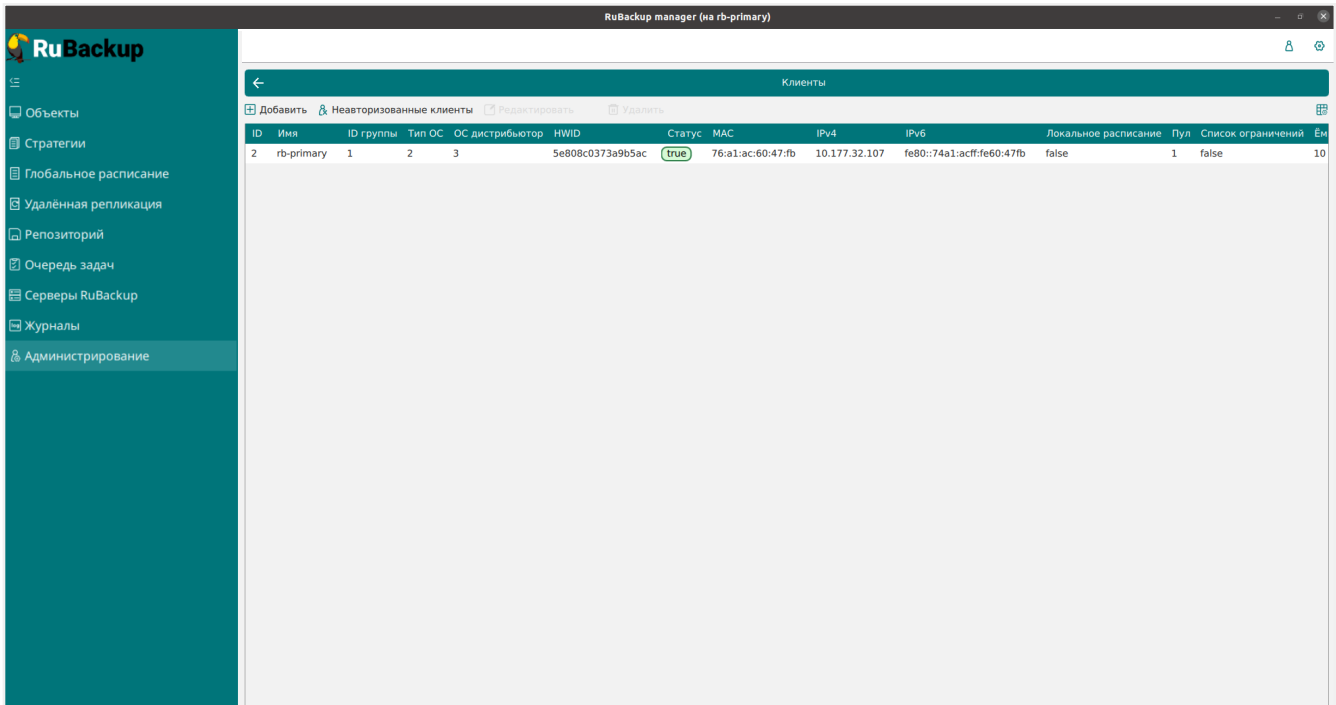 RuBackup manager (на rb-primary)
RuBackup
Клиенты
Добавить Неавторизованные клиенты Редактировать Удалить
Объекты
Стратегии
Глобальное расписание
Удалённая репликация
Репозиторий
Очередь задач
Серверы RuBackup
Журналы
Администрирование
ID Имя ID группы Тип ОС ОС дистрибьютор HWID Статус MAC IPv4 IPv6 Локальное расписание Пул Список ограничений Ём
2 rb-primary 1 2 3 5e808c0373a9b5ac true 76:a1:ac:60:47:fb 10.177.32.107 fe80::74a1:acff:fe60:47fb false 1 false 10